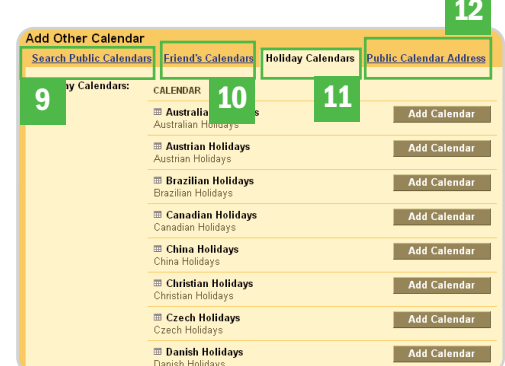 12
Add Other Calendar
Search Public Calendars Friend's Calendars Holiday Calendars Public Calendar Address
9 Calendars: 10 11
CALENDAR
Australian Add Calendar
Australian Holidays
Austrian Holidays Add Calendar
Austrian Holidays
Brazilian Holidays Add Calendar
Brazilian Holidays
Canadian Holidays Add Calendar
Canadian Holidays
China Holidays Add Calendar
China Holidays
Christian Holidays Add Calendar
Christian Holidays
Czech Holidays Add Calendar
Czech Holidays
Danish Holidays Add Calendar
Danish Holidays